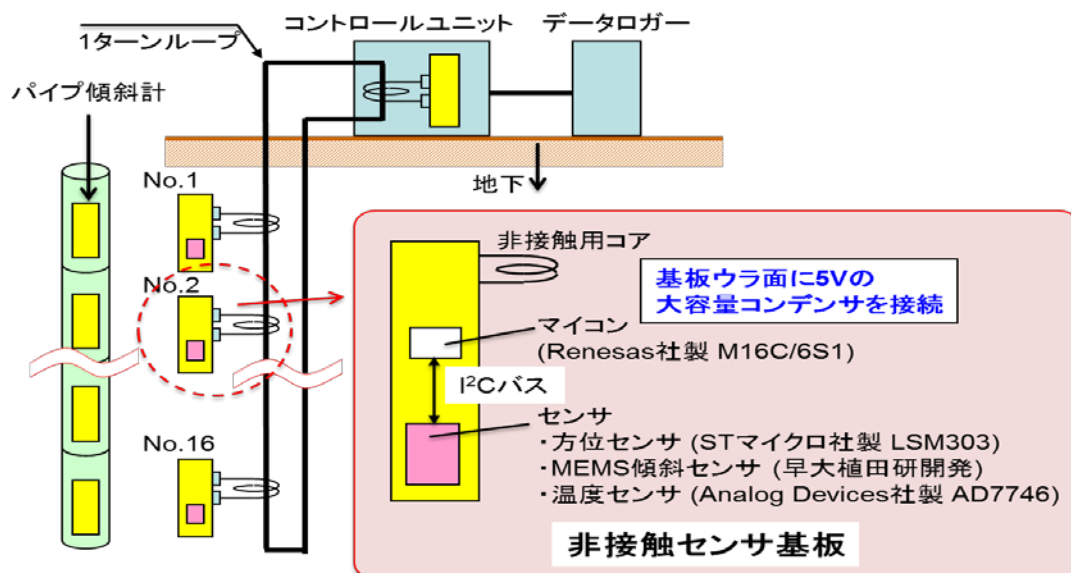 コントロールユニット
データロガー
1ターンループ
パイプ傾斜計
地下
No.1
No.2
No.16
非接触用コア
基板ウラ面に5Vの
大容量コンデンサを接続
マイコン
(Renesas社製 M16C/6S1)
I²Cバス
センサ
・方位センサ (STマイクロ社製 LSM303)
・MEMS傾斜センサ (早大植田研開発)
・温度センサ (Analog Devices社製 AD7746)
非接触センサ基板